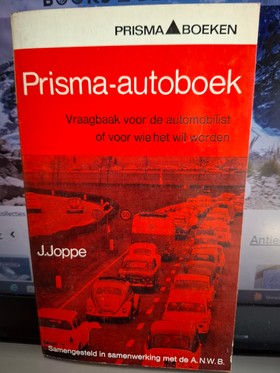 PRISMA BOEKEN
Prisma-autoboek
Vraagbaak voor de automobilist
of voor wie het wil worden
J.Joppe
Samengesteld in samenwerking met de A.N.W.B.
Antie